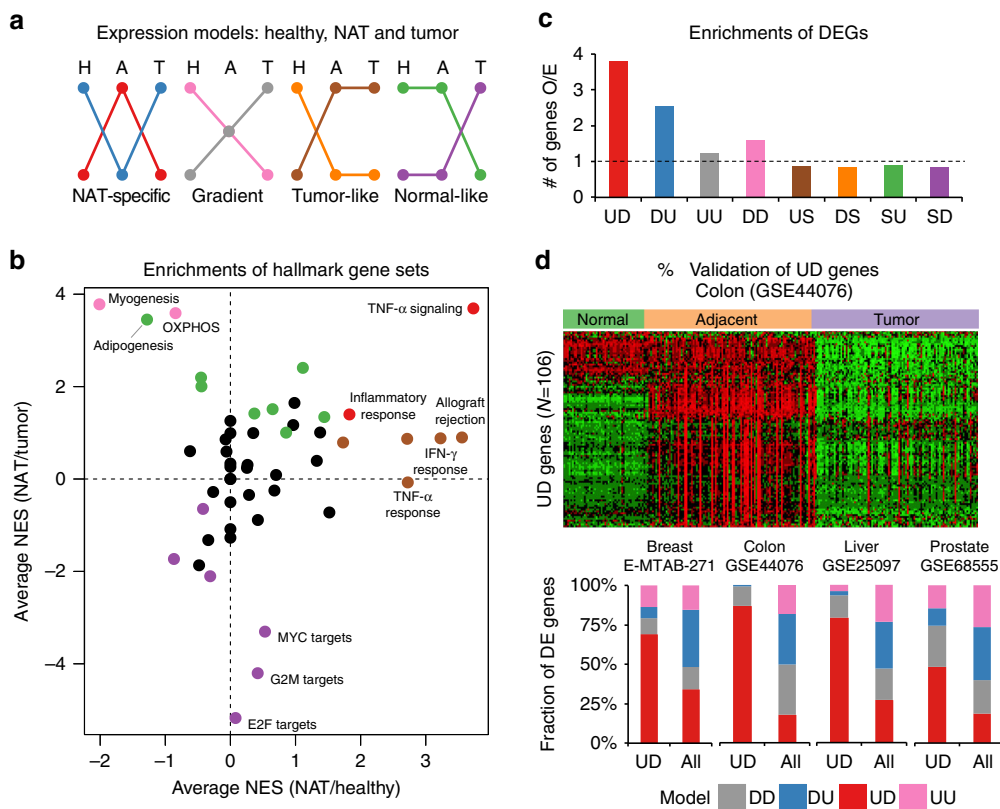 a
Expression models: healthy, NAT and tumor
H A T H A T H A T H A T
NAT-specific Gradient Tumor-like Normal-like
b
Enrichments of hallmark gene sets
Average NES (NAT/tumor)
4
2
0
−2
−4
Myogenesis
OXPHOS
Adipogenesis
TNF-α signaling
Inflammatory
response
Allograft
rejection
IFN-γ
response
TNF-α
response
MYC targets
G2M targets
E2F targets
−2 −1 0 1 2 3
Average NES (NAT/healthy)
c
Enrichments of DEGs
# of genes O/E
4
3
2
1
0
UD DU UU DD US DS SU SD
d
% Validation of UD genes
Colon (GSE44076)
Normal Adjacent Tumor
UD genes (N=106)
Breast
E-MTAB-271
Colon
GSE44076
Liver
GSE25097
Prostate
GSE68555
Fraction of DE genes
100%
75%
50%
25%
0%
UD All UD All UD All UD All
Model DD DU UD UU